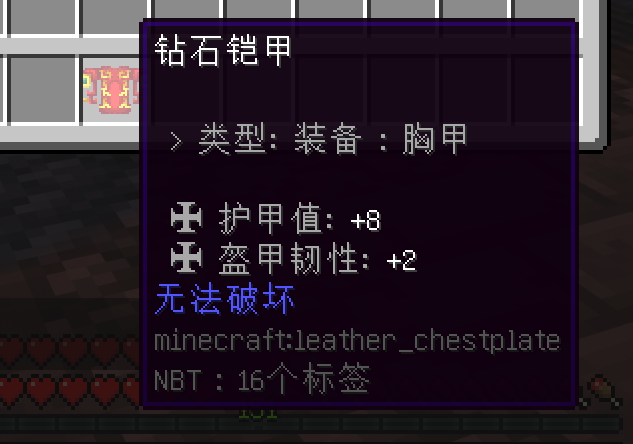 钻石铠甲
> 类型: 装备 : 胸甲
✠ 护甲值: +8
✠ 盔甲韧性: +2
无法破坏
minecraft:leather_chestplate
NBT : 16个标签